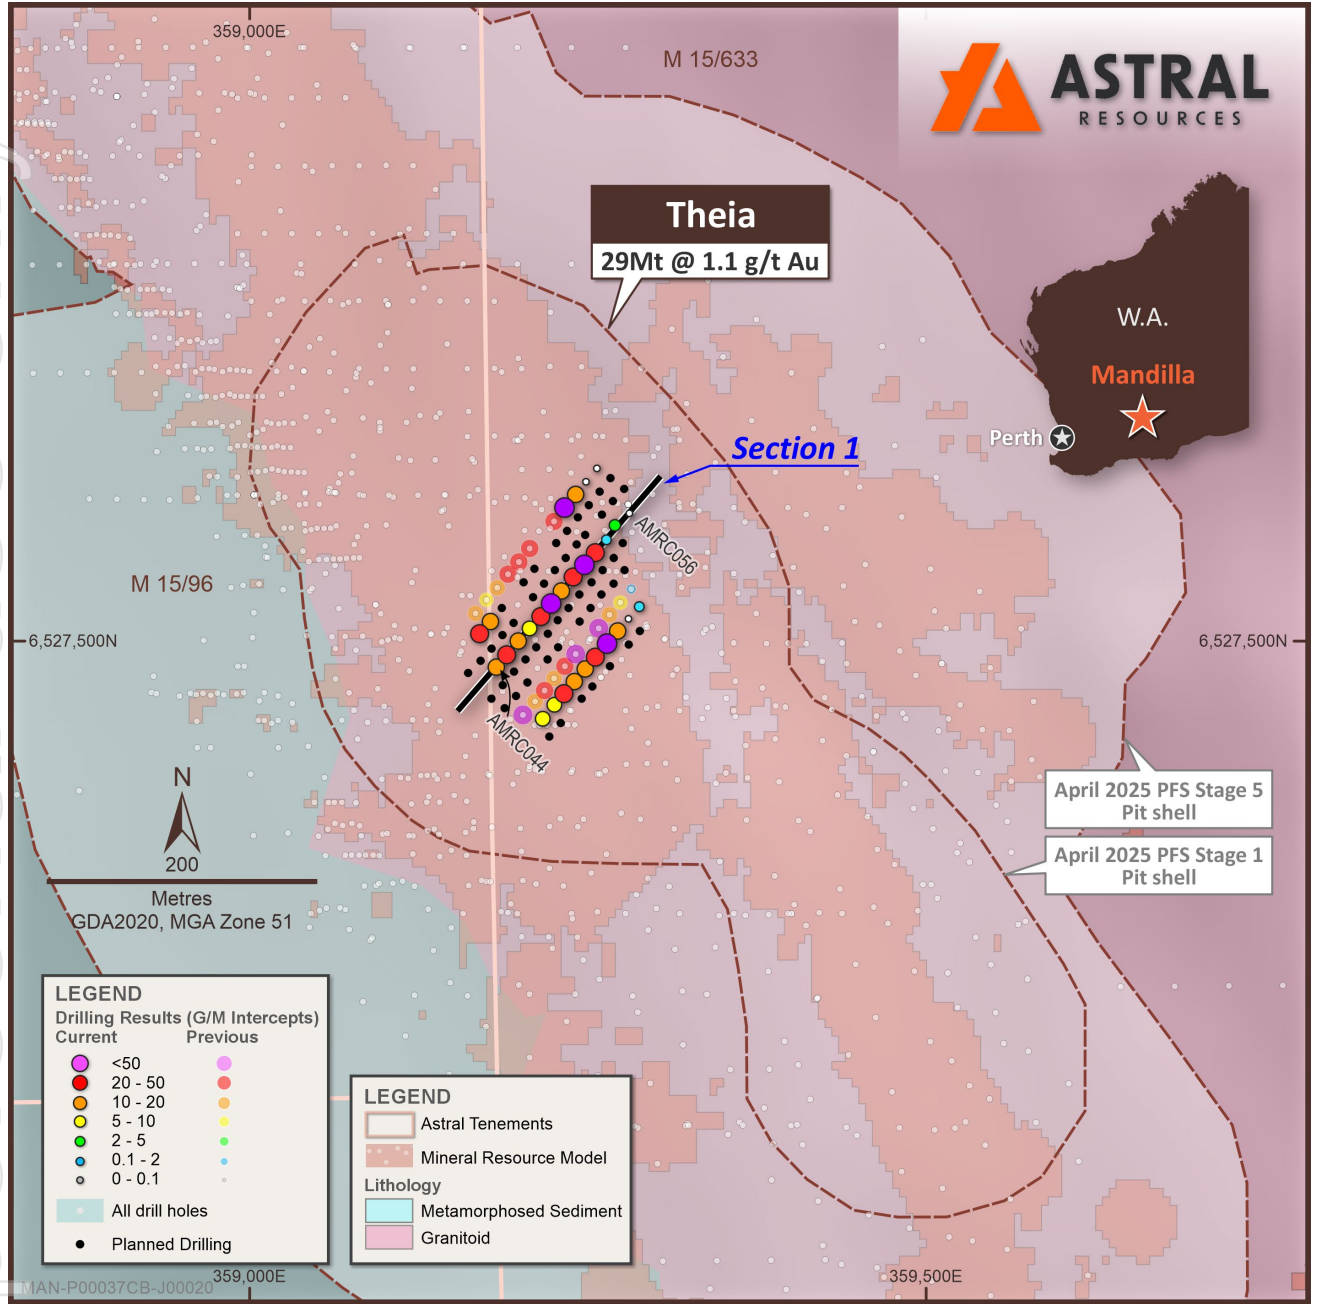 359,000E
M 15/633
ASTRAL
RESOURCES
Theia
29Mt @ 1.1 g/t Au
W.A.
Mandilla
Perth
Section 1
AMRC056
M 15/96
6,527,500N
6,527,500N
AMRC044
N
200
Metres
GDA2020, MGA Zone 51
April 2025 PFS Stage 5
Pit shell
April 2025 PFS Stage 1
Pit shell
LEGEND
Drilling Results (G/M Intercepts)
Current Previous
<50
20 - 50
10 - 20
5 - 10
2 - 5
0.1 - 2
0 - 0.1
All drill holes
Planned Drilling
LEGEND
Astral Tenements
Mineral Resource Model
Lithology
Metamorphosed Sediment
Granitoid
MAN-P00037CB-J00020
359,000E
359,500E